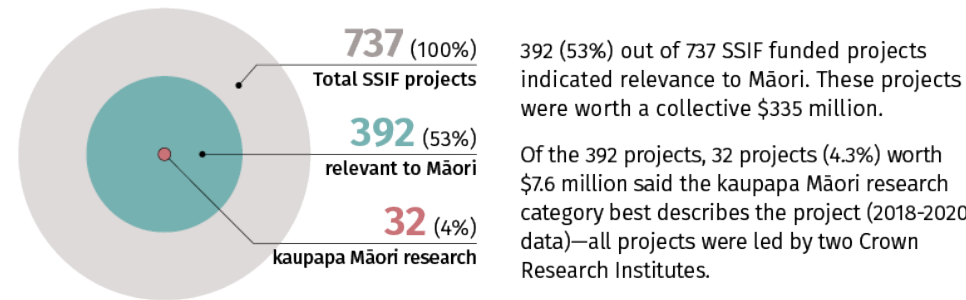 737 (100%)
Total SSIF projects
392 (53%)
relevant to Māori
32 (4%)
kaupapa Māori research
392 (53%) out of 737 SSIF funded projects
indicated relevance to Māori. These projects
were worth a collective $335 million.
Of the 392 projects, 32 projects (4.3%) worth
$7.6 million said the kaupapa Māori research
category best describes the project (2018-2020
data)—all projects were led by two Crown
Research Institutes.